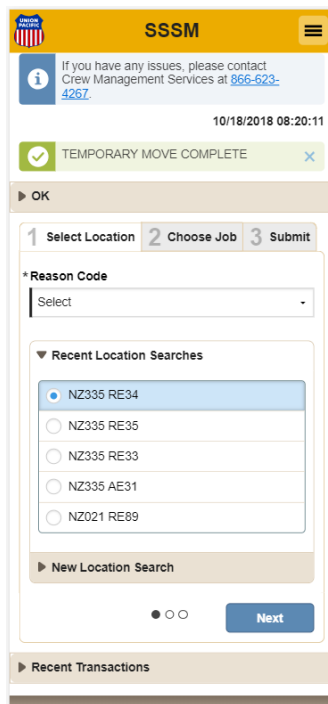 UNION
PACIFIC
SSSM
If you have any issues, please contact
Crew Management Services at 866-623-
4267.
10/18/2018 08:20:11
TEMPORARY MOVE COMPLETE
OK
1 Select Location 2 Choose Job 3 Submit
*Reason Code
Select
Recent Location Searches
NZ335 RE34
NZ335 RE35
NZ335 RE33
NZ335 AE31
NZ021 RE89
New Location Search
Next
Recent Transactions